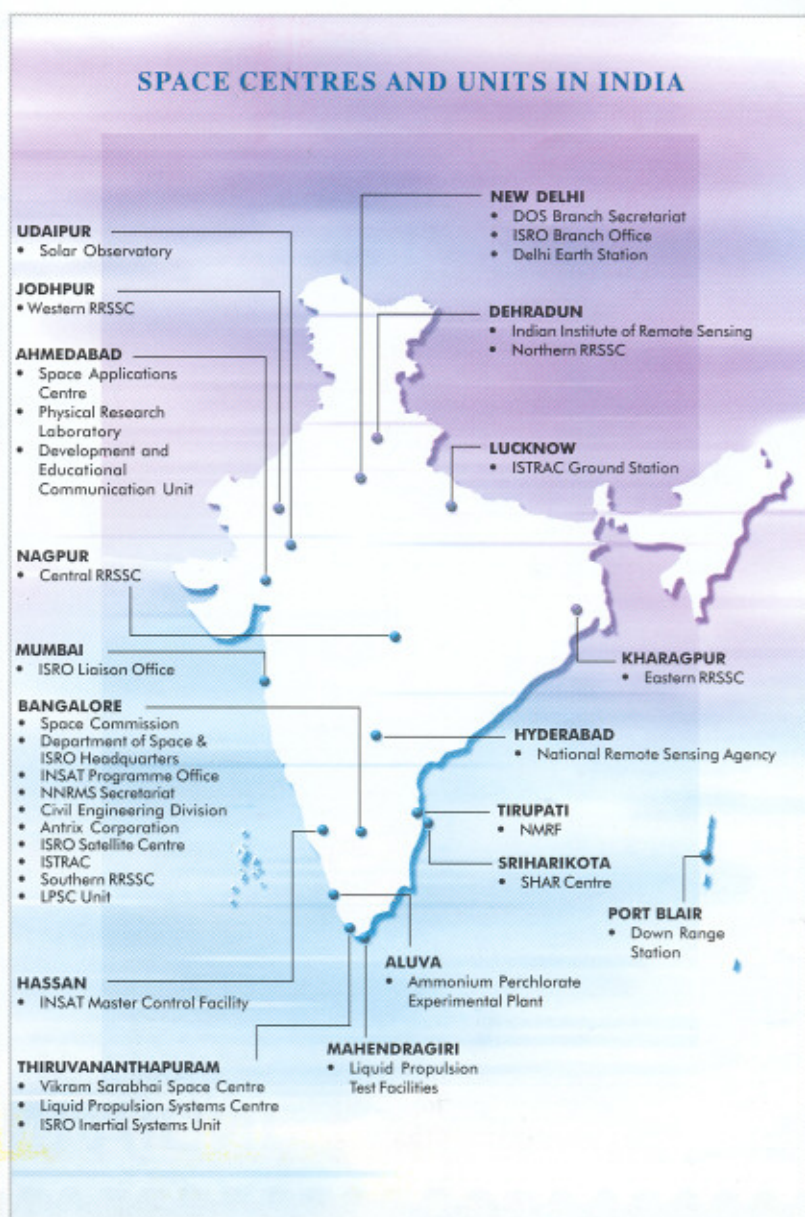 SPACE CENTRES AND UNITS IN INDIA
NEW DELHI
• DOS Branch Secretariat
• ISRO Branch Office
• Delhi Earth Station
UDAIPUR
• Solar Observatory
JODHPUR
• Western RRSSC
DEHRADUN
• Indian Institute of Remote Sensing
• Northern RRSSC
AHMEDABAD
• Space Applications
Centre
• Physical Research
Laboratory
• Development and
Educational
Communication Unit
LUCKNOW
• ISTRAC Ground Station
NAGPUR
• Central RRSSC
MUMBAI
• ISRO Liaison Office
KHARAGPUR
• Eastern RRSSC
BANGALORE
• Space Commission
• Department of Space &
ISRO Headquarters
• INSAT Programme Office
• NNRMS Secretariat
• Civil Engineering Division
• Antrix Corporation
• ISRO Satellite Centre
• ISTRAC
• Southern RRSSC
• LPSC Unit
HYDERABAD
• National Remote Sensing Agency
TIRUPATI
• NMRF
SRIHARIKOTA
• SHAR Centre
PORT BLAIR
• Down Range
Station
ALUVA
• Ammonium Perchlorate
Experimental Plant
HASSAN
• INSAT Master Control Facility
MAHENDRAGIRI
• Liquid Propulsion
Test Facilities
THIRUVANANTHAPURAM
• Vikram Sarabhai Space Centre
• Liquid Propulsion Systems Centre
• ISRO Inertial Systems Unit